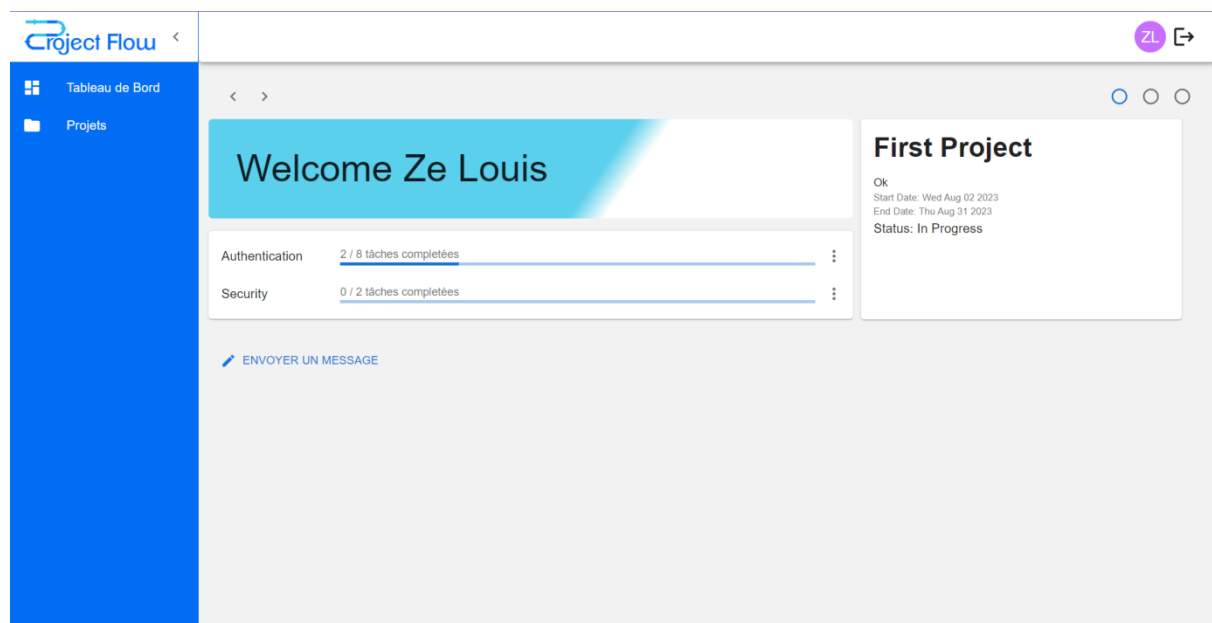 Project Flow
ZL
Tableau de Bord
Projets
Welcome Ze Louis
Authentication 2 / 8 tâches completées
Security 0 / 2 tâches completées
First Project
Ok
Start Date: Wed Aug 02 2023
End Date: Thu Aug 31 2023
Status: In Progress
ENVOYER UN MESSAGE